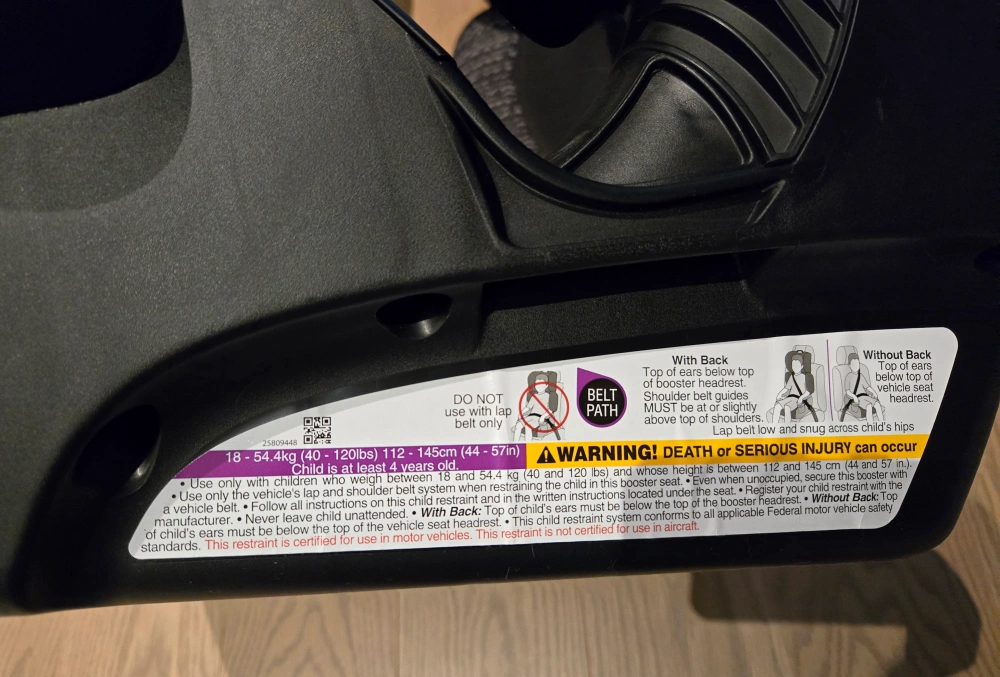 With Back
Top of ears below top
of booster headrest.
Shoulder belt guides
MUST be at or slightly
above top of shoulders.
Without Back
Top of ears
below top of
vehicle seat
headrest.
Lap belt low and snug across child's hips
DO NOT
use with lap
belt only
BELT
PATH
25809448
18 - 54.4kg (40 - 120lbs) 112 - 145cm (44 - 57in)
Child is at least 4 years old.
WARNING! DEATH or SERIOUS INJURY can occur
• Use only with children who weigh between 18 and 54.4 kg (40 and 120 lbs) and whose height is between 112 and 145 cm (44 and 57 in.).
• Use only the vehicle's lap and shoulder belt system when restraining the child in this booster seat. • Even when unoccupied, secure this booster with
a vehicle belt. • Follow all instructions on this child restraint and in the written instructions located under the seat. • Register your child restraint with the
manufacturer. • Never leave child unattended. • With Back: Top of child's ears must be below the top of the booster headrest. • Without Back: Top
of child's ears must be below the top of the vehicle seat headrest. • This child restraint system conforms to all applicable Federal motor vehicle safety
standards. This restraint is certified for use in motor vehicles. This restraint is not certified for use in aircraft.